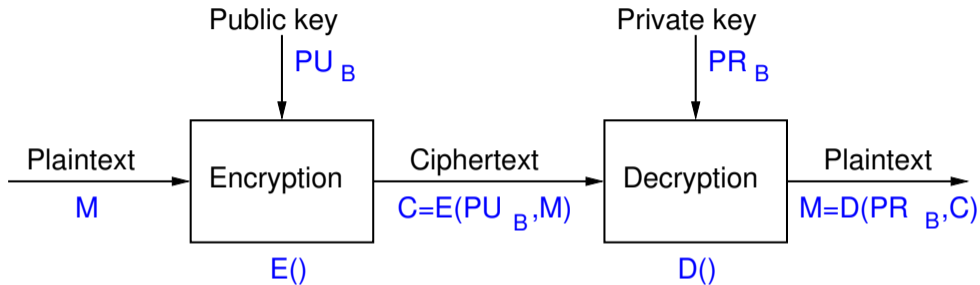 Public key
PU B
Private key
PR B
Plaintext
M
Encryption
E()
Ciphertext
C=E(PU B,M)
Decryption
D()
Plaintext
M=D(PR B,C)